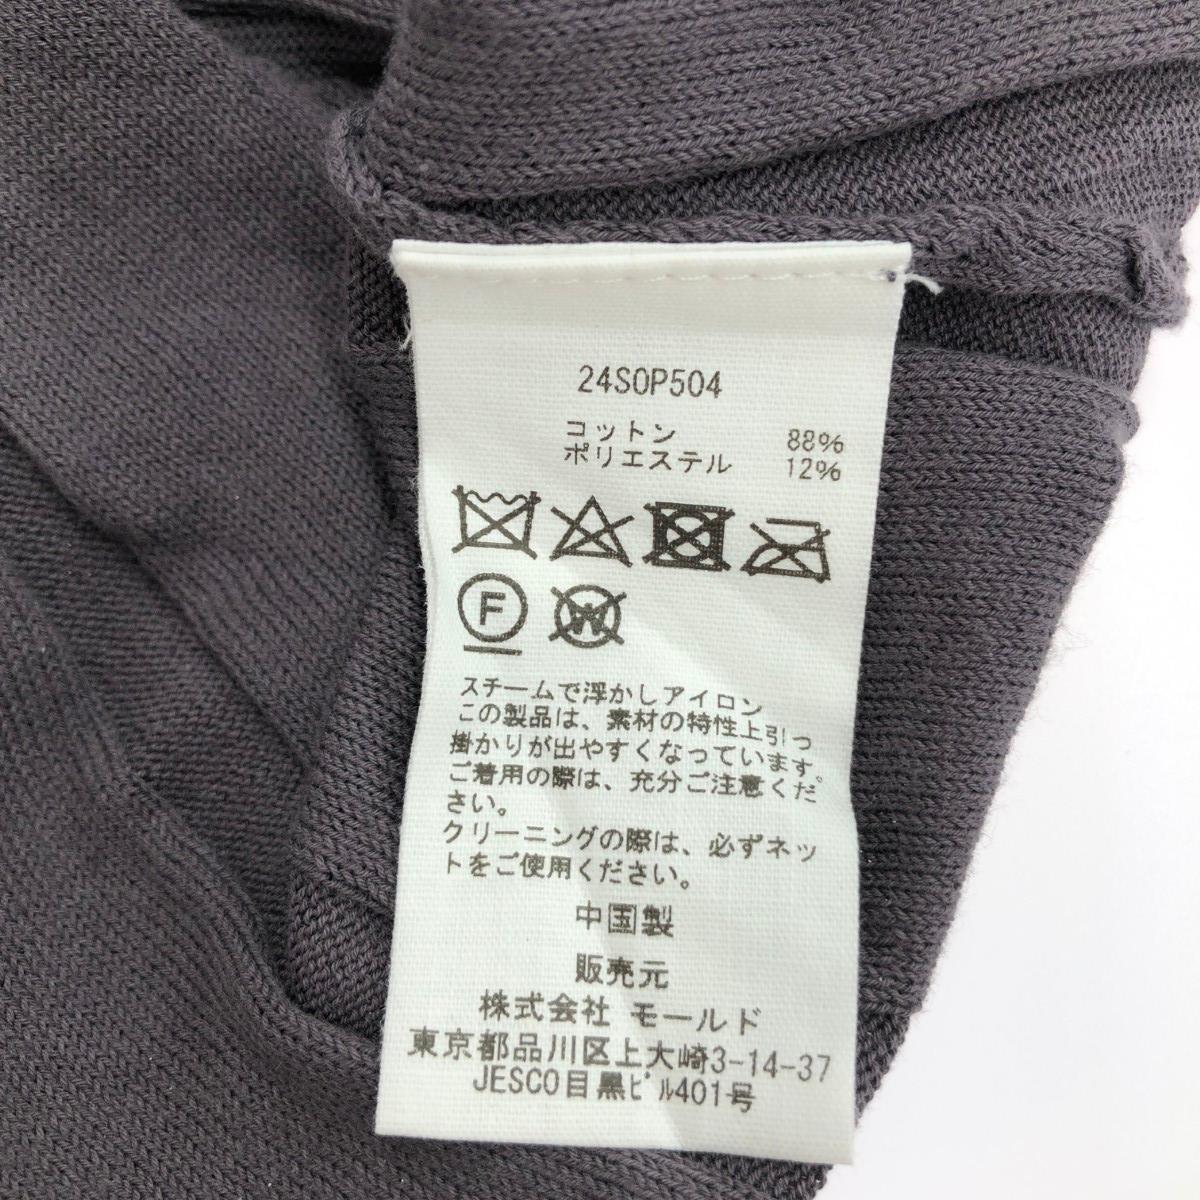 24SOP504
コットン 88%
ポリエステル 12%
F
W
スチームで浮かしアイロン
この製品は、素材の特性上引っ
掛かりが出やすくなっています。
ご着用の際は、充分ご注意くだ
さい。
クリーニングの際は、必ずネッ
トをご使用ください。
中国製
販売元
株式会社 モールド
東京都品川区上大崎3-14-37
JESCO目黒ビル401号